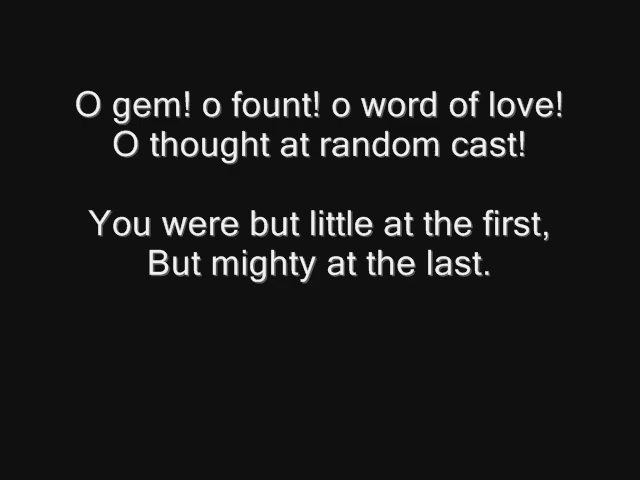 O gem! o fount! o word of love!
O thought at random cast!
You were but little at the first,
But mighty at the last.